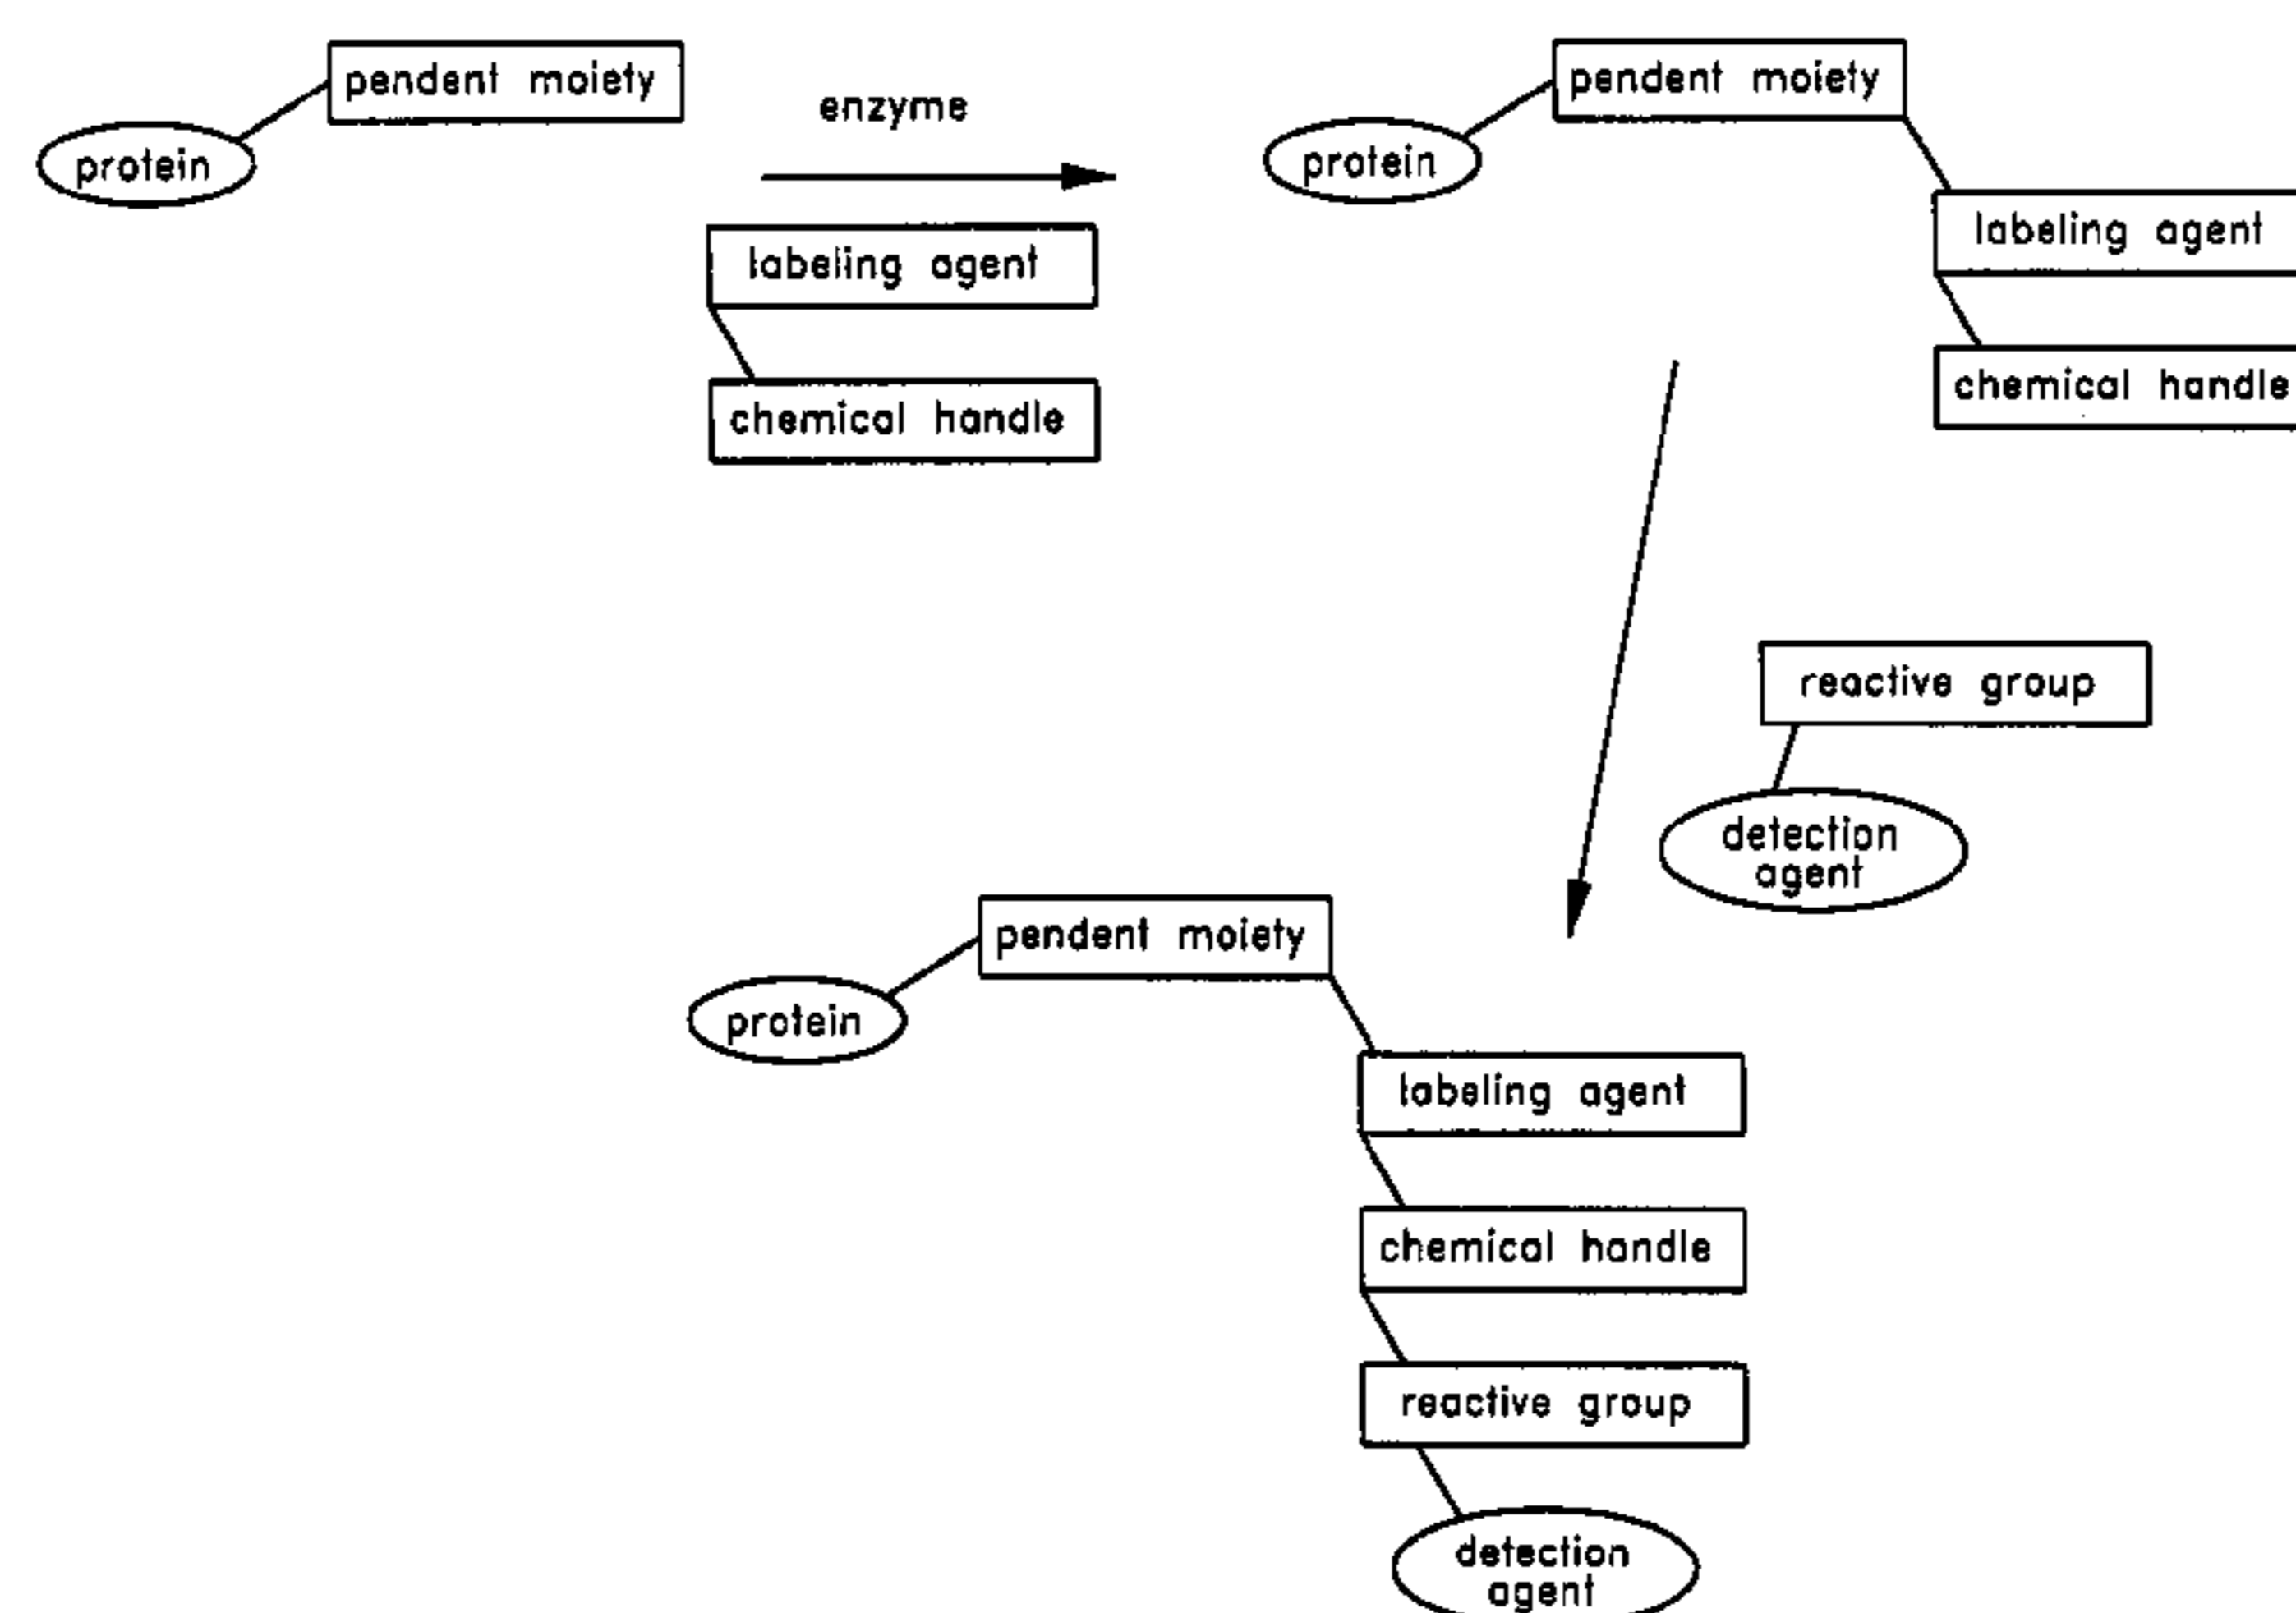 pendent moiety
protein
enzyme
labeling agent
chemical handle
pendent moiety
protein
labeling agent
chemical handle
reactive group
detection
agent
pendent moiety
protein
labeling agent
chemical handle
reactive group
detection
agent